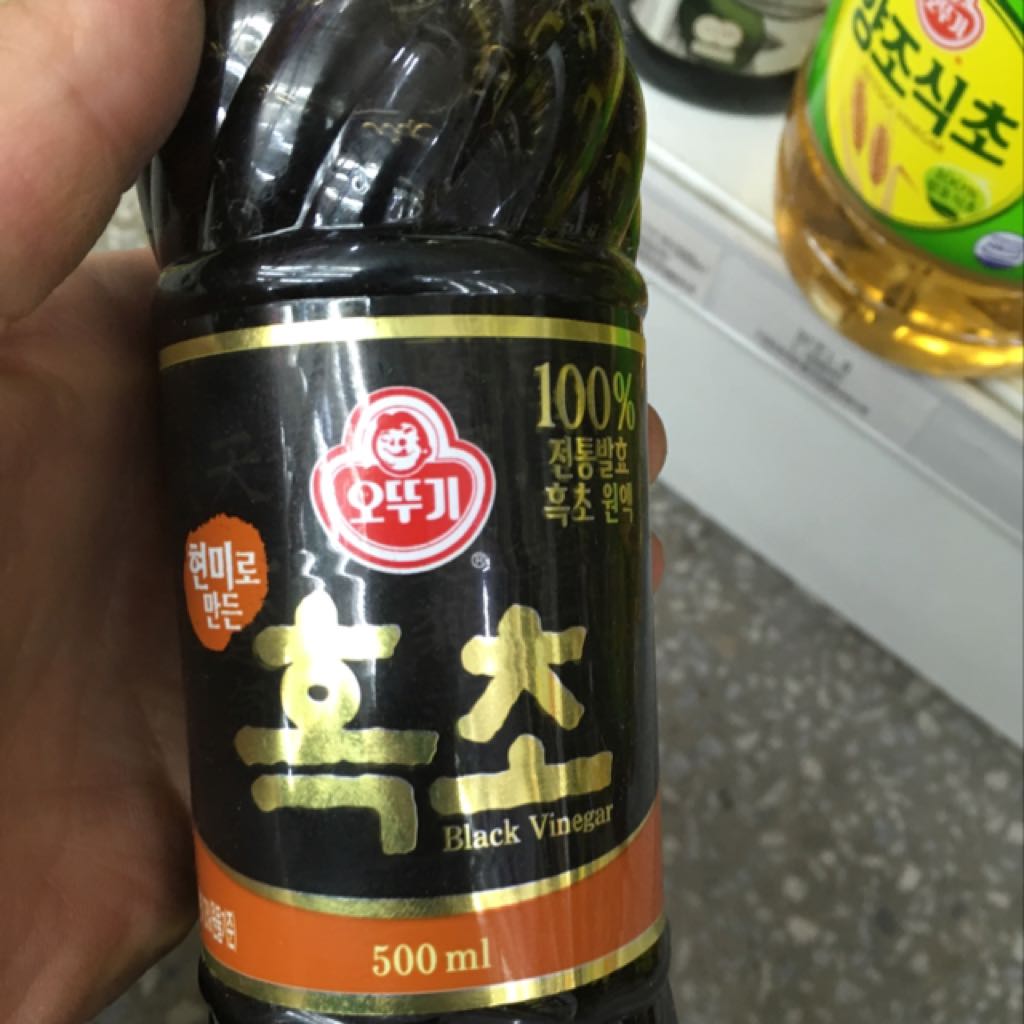 양조식초
100%
전통발효
흑초 원액
오뚜기
®
현미로
만든
흑초
Black Vinegar
500 ml